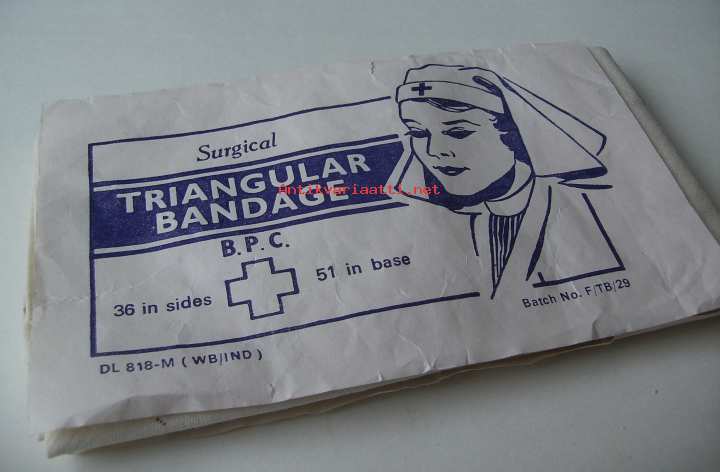 Surgical
TRIANGULAR
BANDAGE
Antikvariaatti.net
B.P.C.
36 in sides
51 in base
Batch No. F/TB/29
DL 818-M (WB/IND)